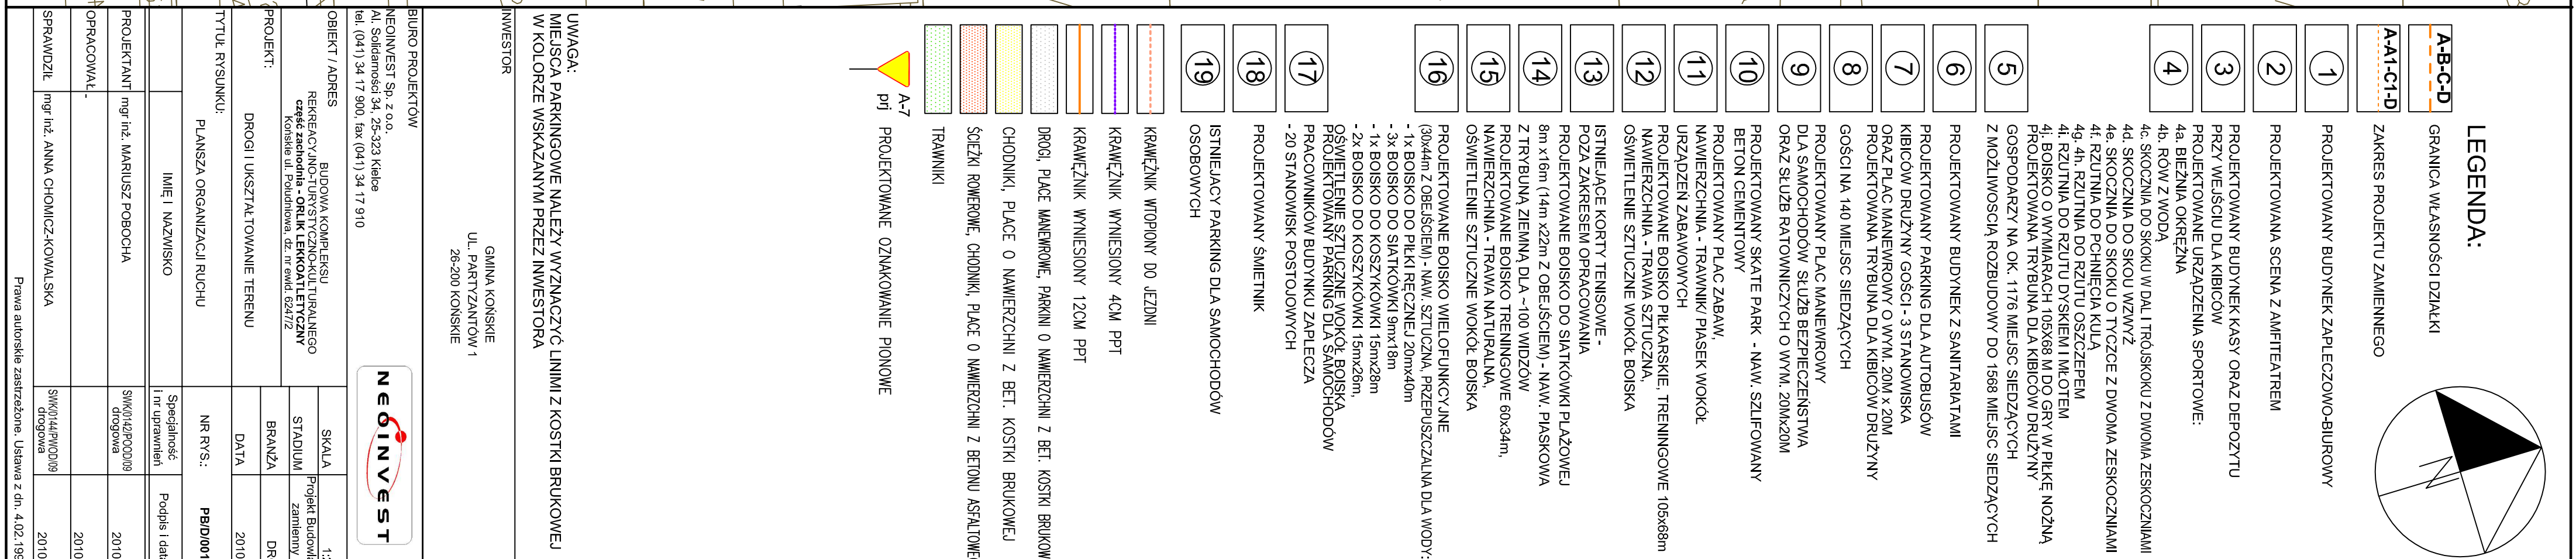 LEGENDA:
A-B-C-D
GRANICA WŁASNOŚCI DZIAŁKI
A-A1-C1-D
ZAKRES PROJEKTU ZAMIENNEGO
1
PROJEKTOWANY BUDYNEK ZAPLECZOWO-BIUROWY
2
PROJEKTOWANA SCENA Z AMFITEATREM
3
PROJEKTOWANY BUDYNEK KASY ORAZ DEPOZYTU
PRZY WEJŚCIU DLA KIBICÓW
4
PROJEKTOWANE URZĄDZENIA SPORTOWE:
4a. BIEŻNIA OKRĘŻNA
4b. RÓW Z WODĄ
4c. SKOCZNIA DO SKOKU W DAL I TRÓJSKOKU Z DWOMA ZESKOCZNIAMI
4d. SKOCZNIA DO SKOU WZWYŻ
4e. SKOCZNIA DO SKOKU O TYCZCE Z DWOMA ZESKOCZNIAMI
4f. RZUTNIA DO PCHNIĘCIA KULĄ
4g. 4h. RZUTNIA DO RZUTU OSZCZEPEM
4i. RZUTNIA DO RZUTU DYSKIEM I MŁOTEM
4j. BOISKO O WYMIARACH 105X68 M DO GRY W PIŁKĘ NOŻNĄ
5
PROJEKTOWANA TRYBUNA DLA KIBICÓW DRUŻYNY
GOSPODARZY NA OK. 1176 MIEJSC SIEDZĄCYCH
Z MOŻLIWOŚCIĄ ROZBUDOWY DO 1568 MIEJSC SIEDZĄCYCH
6
PROJEKTOWANY BUDYNEK Z SANITARIATAMI
7
PROJEKTOWANY PARKING DLA AUTOBUSÓW
KIBICÓW DRUŻYNY GOŚCI - 3 STANOWISKA
ORAZ PLAC MANEWROWY O WYM. 20M x 20M
8
PROJEKTOWANA TRYBUNA DLA KIBICÓW DRUŻYNY
GOŚCI NA 140 MIEJSC SIEDZĄCYCH
9
PROJEKTOWANY PLAC MANEWROWY
DLA SAMOCHODÓW SŁUŻB BEZPIECZEŃSTWA
ORAZ SŁUŻB RATOWNICZYCH O WYM. 20MX20M
10
PROJEKTOWANY SKATE PARK - NAW. SZLIFOWANY
BETON CEMENTOWY
11
PROJEKTOWANY PLAC ZABAW,
NAWIERZCHNIA - TRAWNIK/ PIASEK WOKÓŁ
URZĄDZEŃ ZABAWOWYCH
12
PROJEKTOWANE BOISKO PIŁKARSKIE, TRENINGOWE 105x68m
NAWIERZCHNIA - TRAWA SZTUCZNA,
OŚWIETLENIE SZTUCZNE WOKÓŁ BOISKA
13
ISTNIEJĄCE KORTY TENISOWE -
POZA ZAKRESEM OPRACOWANIA
14
PROJEKTOWANE BOISKO DO SIATKÓWKI PLAŻOWEJ
8m x16m (14m x22m Z OBEJŚCIEM) - NAW. PIASKOWA
Z TRYBUNĄ ZIEMNĄ DLA ~100 WIDZÓW
15
PROJEKTOWANE BOISKO TRENINGOWE 60x34m,
NAWIERZCHNIA - TRAWA NATURALNA,
OŚWIETLENIE SZTUCZNE WOKÓŁ BOISKA
16
PROJEKTOWANE BOISKO WIELOFUNKCYJNE
(30x44m Z OBEJŚCIEM) - NAW. SZTUCZNA, PRZEPUSZCZALNA DLA WODY:
- 1x BOISKO DO PIŁKI RĘCZNEJ 20mx40m
- 3x BOISKO DO SIATKÓWKI 9mx18m
- 1x BOISKO DO KOSZYKÓWKI 15mx28m
- 2x BOISKO DO KOSZYKÓWKI 15mx26m,
OŚWIETLENIE SZTUCZNE WOKÓŁ BOISKA
17
PROJEKTOWANY PARKING DLA SAMOCHODÓW
PRACOWNIKÓW BUDYNKU ZAPLECZA
- 20 STANOWISK POSTOJOWYCH
18
PROJEKTOWANY ŚMIETNIK
19
ISTNIEJACY PARKING DLA SAMOCHODÓW
OSOBOWYCH
KRAWĘŻNIK WTOPIONY DO JEZDNI
KRAWĘŻNIK WYNIESIONY 4CM PPT
KRAWĘŻNIK WYNIESIONY 12CM PPT
DROGI, PLACE MANEWROWE, PARKINI O NAWIERZCHNI Z BET. KOSTKI BRUKOW
CHODNIKI, PLACE O NAWIERZCHNI Z BET. KOSTKI BRUKOWEJ
ŚCIEŻKI ROWEROWE, CHODNIKI, PLACE O NAWIERZCHNI Z BETONU ASFALTOWEG
TRAWNIKI
A-7
prj
PROJEKTOWANE OZNAKOWANIE PIONOWE
UWAGA:
MIEJSCA PARKINGOWE NALEŻY WYZNACZYĆ LINIMI Z KOSTKI BRUKOWEJ
W KOLORZE WSKAZANYM PRZEZ INWESTORA
INWESTOR
GMINA KOŃSKIE
UL. PARTYZANTÓW 1
26-200 KOŃSKIE
BIURO PROJEKTÓW
NEOINVEST Sp. z o.o.
Al. Solidarności 34, 25-323 Kielce
tel. (041) 34 17 900, fax (041) 34 17 910
NEOINVEST
OBIEKT / ADRES
BUDOWA KOMPLEKSU
REKREACYJNO-TURYSTYCZNO-KULTURALNEGO
część zachodnia - ORLIK LEKKOATLETYCZNY
Końskie ul. Południowa, dz. nr ewid. 6247/2
SKALA
1:
STADIUM
Projekt Budowla
zamienny
PROJEKT:
DROGI I UKSZTAŁTOWANIE TERENU
BRANŻA
DR
DATA
2010
TYTUŁ RYSUNKU:
PLANSZA ORGANIZACJI RUCHU
NR RYS.:
PB/D/001
IMIĘ I NAZWISKO
Specjalność
i nr uprawnień
Podpis i data
PROJEKTANT
mgr inż. MARIUSZ POBOCHA
SWK/0142/POOD/09
drogowa
2010
OPRACOWAŁ
-
2010
SPRAWDZIŁ
mgr inż. ANNA CHOMICZ-KOWALSKA
SWK/0144/PWOD/09
drogowa
2010
Prawa autorskie zastrzeżone. Ustawa z dn. 4.02.199